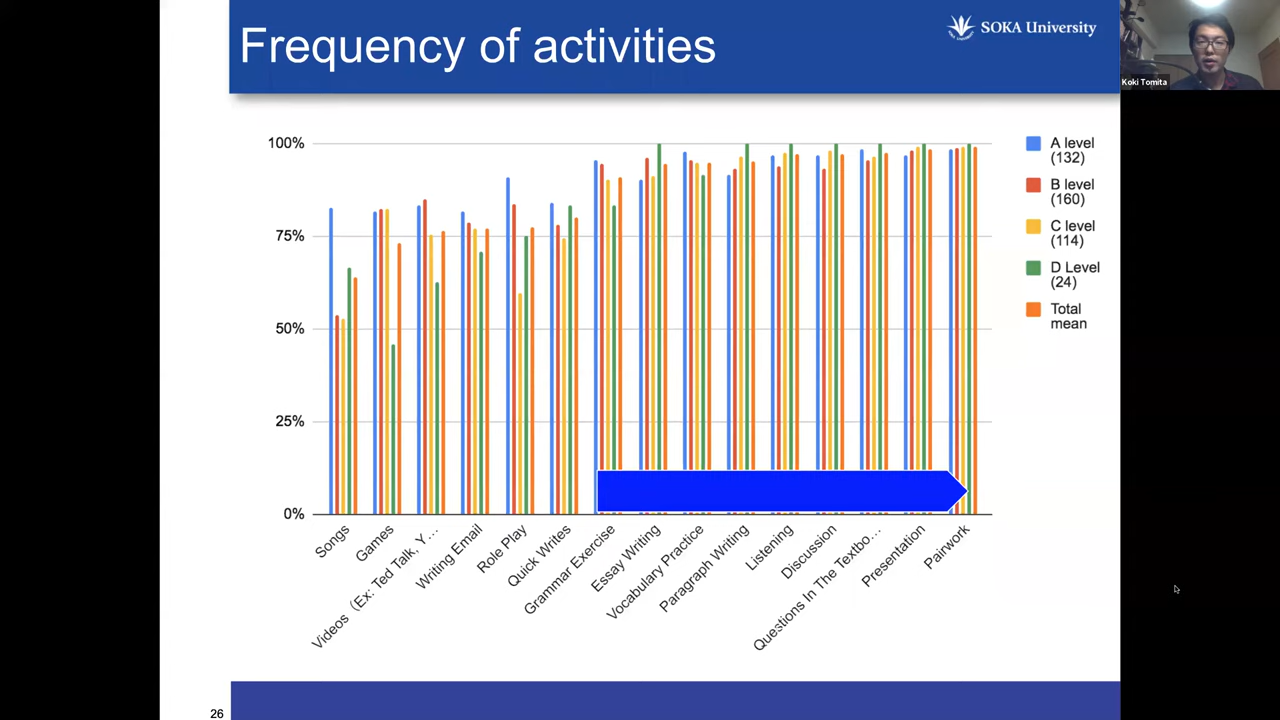 Frequency of activities
SOKA University
Koki Tomita
100%
75%
50%
25%
0%
A level
(132)
B level
(160)
C level
(114)
D Level
(24)
Total
mean
Songs
Games
Videos（Ex: Ted Talk, Y…
Writing Email
Role Play
Quick Writes
Grammar Exercise
Essay Writing
Vocabulary Practice
Paragraph Writing
Listening
Discussion
Questions In The Textbo…
Presentation
Pairwork
26